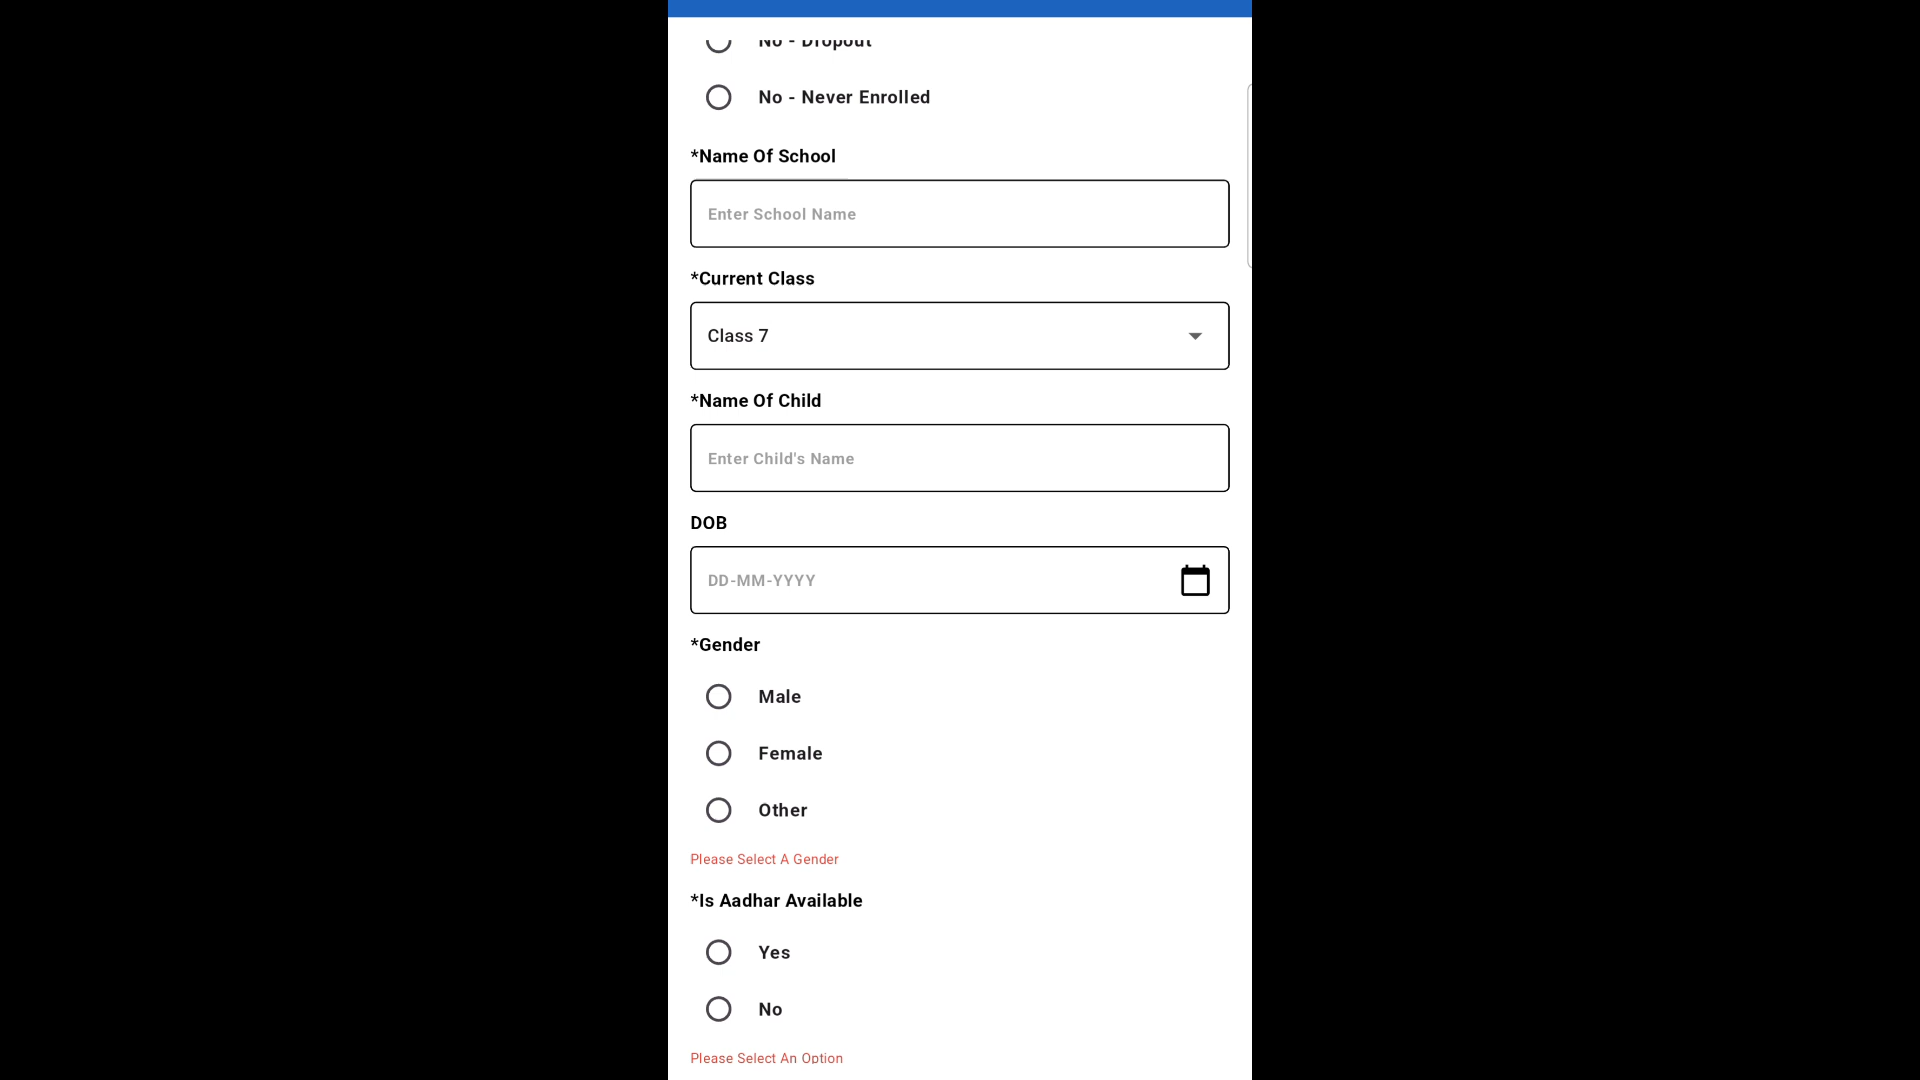 No - Dropout
No - Never Enrolled
*Name Of School
Enter School Name
*Current Class
Class 7
*Name Of Child
Enter Child's Name
DOB
DD-MM-YYYY
*Gender
Male
Female
Other
Please Select A Gender
*Is Aadhar Available
Yes
No
Please Select An Option